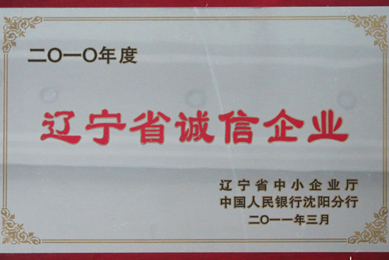 二〇一〇年度
辽宁省诚信企业
辽宁省中小企业厅
中国人民银行沈阳分行
二〇一一年三月